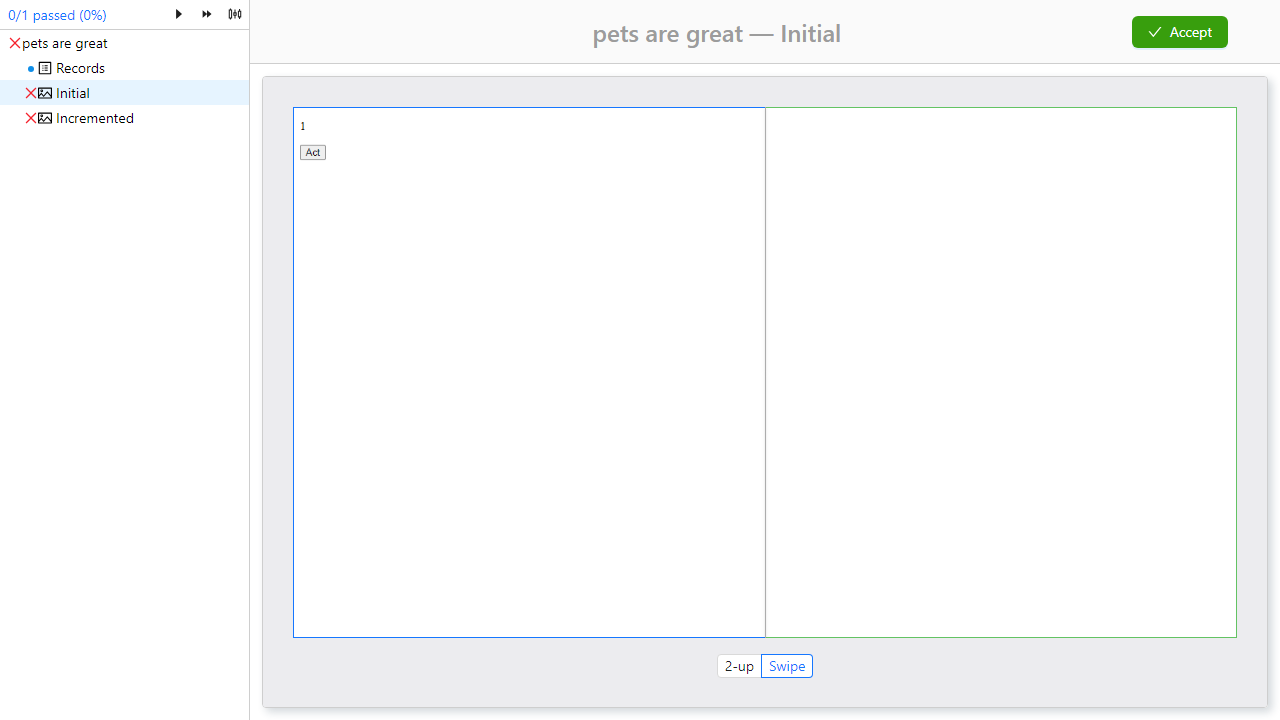 0/1 passed (0%)
pets are great
Records
Initial
Incremented
pets are great — Initial
Accept
1
Act
2-up
Swipe